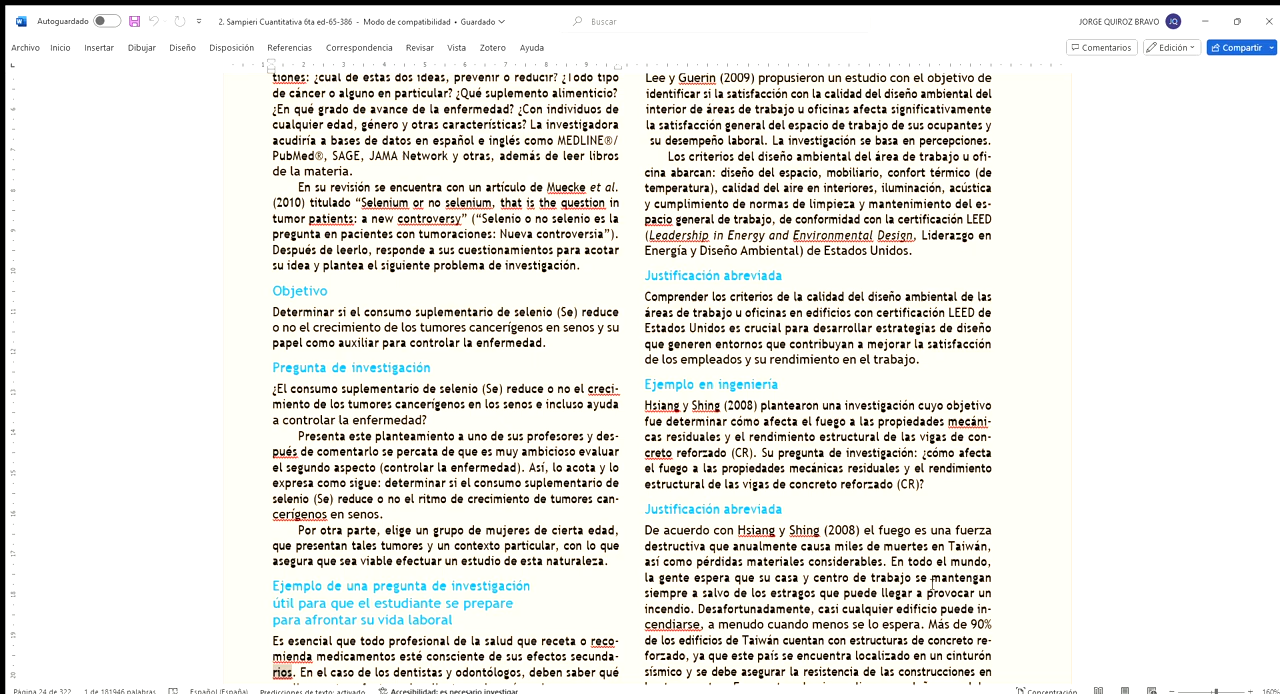 Autoguardado
2. Sampieri Cuantitativa 6ta ed-65-386 - Modo de compatibilidad • Guardado
Buscar
JORGE QUIROZ BRAVO
JQ
Archivo Inicio Insertar Dibujar Diseño Disposición Referencias Correspondencia Revisar Vista Zotero Ayuda
Comentarios Edición Compartir
tiones: ¿cuál de estas dos ideas, prevenir o reducir? ¿Todo tipo
de cáncer o alguno en particular? ¿Qué suplemento alimenticio?
¿En qué grado de avance de la enfermedad? ¿Con individuos de
cualquier edad, género y otras características? La investigadora
acudiría a bases de datos en español e inglés como MEDLINE®/
PubMed®, SAGE, JAMA Network y otras, además de leer libros
de la materia.
En su revisión se encuentra con un artículo de Muecke et al.
(2010) titulado “Selenium or no selenium, that is the question in
tumor patients: a new controversy” (“Selenio o no selenio es la
pregunta en pacientes con tumoraciones: Nueva controversia”).
Después de leerlo, responde a sus cuestionamientos para acotar
su idea y plantea el siguiente problema de investigación.
Objetivo
Determinar si el consumo suplementario de selenio (Se) reduce
o no el crecimiento de los tumores cancerígenos en senos y su
papel como auxiliar para controlar la enfermedad.
Pregunta de investigación
¿El consumo suplementario de selenio (Se) reduce o no el creci-
miento de los tumores cancerígenos en los senos e incluso ayuda
a controlar la enfermedad?
Presenta este planteamiento a uno de sus profesores y des-
pués de comentarlo se percata de que es muy ambicioso evaluar
el segundo aspecto (controlar la enfermedad). Así, lo acota y lo
expresa como sigue: determinar si el consumo suplementario de
selenio (Se) reduce o no el ritmo de crecimiento de tumores can-
cerígenos en senos.
Por otra parte, elige un grupo de mujeres de cierta edad,
que presentan tales tumores y un contexto particular, con lo que
asegura que sea viable efectuar un estudio de esta naturaleza.
Ejemplo de una pregunta de investigación
útil para que el estudiante se prepare
para afrontar su vida laboral
Es esencial que todo profesional de la salud que receta o reco-
mienda medicamentos esté consciente de sus efectos secunda-
rios. En el caso de los dentistas y odontólogos, deben saber qué
Lee y Guerin (2009) propusieron un estudio con el objetivo de
identificar si la satisfacción con la calidad del diseño ambiental del
interior de áreas de trabajo u oficinas afecta significativamente
la satisfacción general del espacio de trabajo de sus ocupantes y
su desempeño laboral. La investigación se basa en percepciones.
Los criterios del diseño ambiental del área de trabajo u ofi-
cina abarcan: diseño del espacio, mobiliario, confort térmico (de
temperatura), calidad del aire en interiores, iluminación, acústica
y cumplimiento de normas de limpieza y mantenimiento del es-
pacio general de trabajo, de conformidad con la certificación LEED
(Leadership in Energy and Environmental Design, Liderazgo en
Energía y Diseño Ambiental) de Estados Unidos.
Justificación abreviada
Comprender los criterios de la calidad del diseño ambiental de las
áreas de trabajo u oficinas en edificios con certificación LEED de
Estados Unidos es crucial para desarrollar estrategias de diseño
que generen entornos que contribuyan a mejorar la satisfacción
de los empleados y su rendimiento en el trabajo.
Ejemplo en ingeniería
Hsiang y Shing (2008) plantearon una investigación cuyo objetivo
fue determinar cómo afecta el fuego a las propiedades mecáni-
cas residuales y el rendimiento estructural de las vigas de con-
creto reforzado (CR). Su pregunta de investigación: ¿cómo afecta
el fuego a las propiedades mecánicas residuales y el rendimiento
estructural de las vigas de concreto reforzado (CR)?
Justificación abreviada
De acuerdo con Hsiang y Shing (2008) el fuego es una fuerza
destructiva que anualmente causa miles de muertes en Taiwán,
así como pérdidas materiales considerables. En todo el mundo,
la gente espera que su casa y centro de trabajo se mantengan
siempre a salvo de los estragos que puede llegar a provocar un
incendio. Desafortunadamente, casi cualquier edificio puede in-
cendiarse, a menudo cuando menos se lo espera. Más de 90%
de los edificios de Taiwán cuentan con estructuras de concreto re-
forzado, ya que este país se encuentra localizado en un cinturón
sísmico y se debe asegurar la resistencia de las construcciones en
Página 24 de 322 1 de 181946 palabras Español (España) Predicciones de texto: activado Accesibilidad: es necesario investigar Concentración 160%